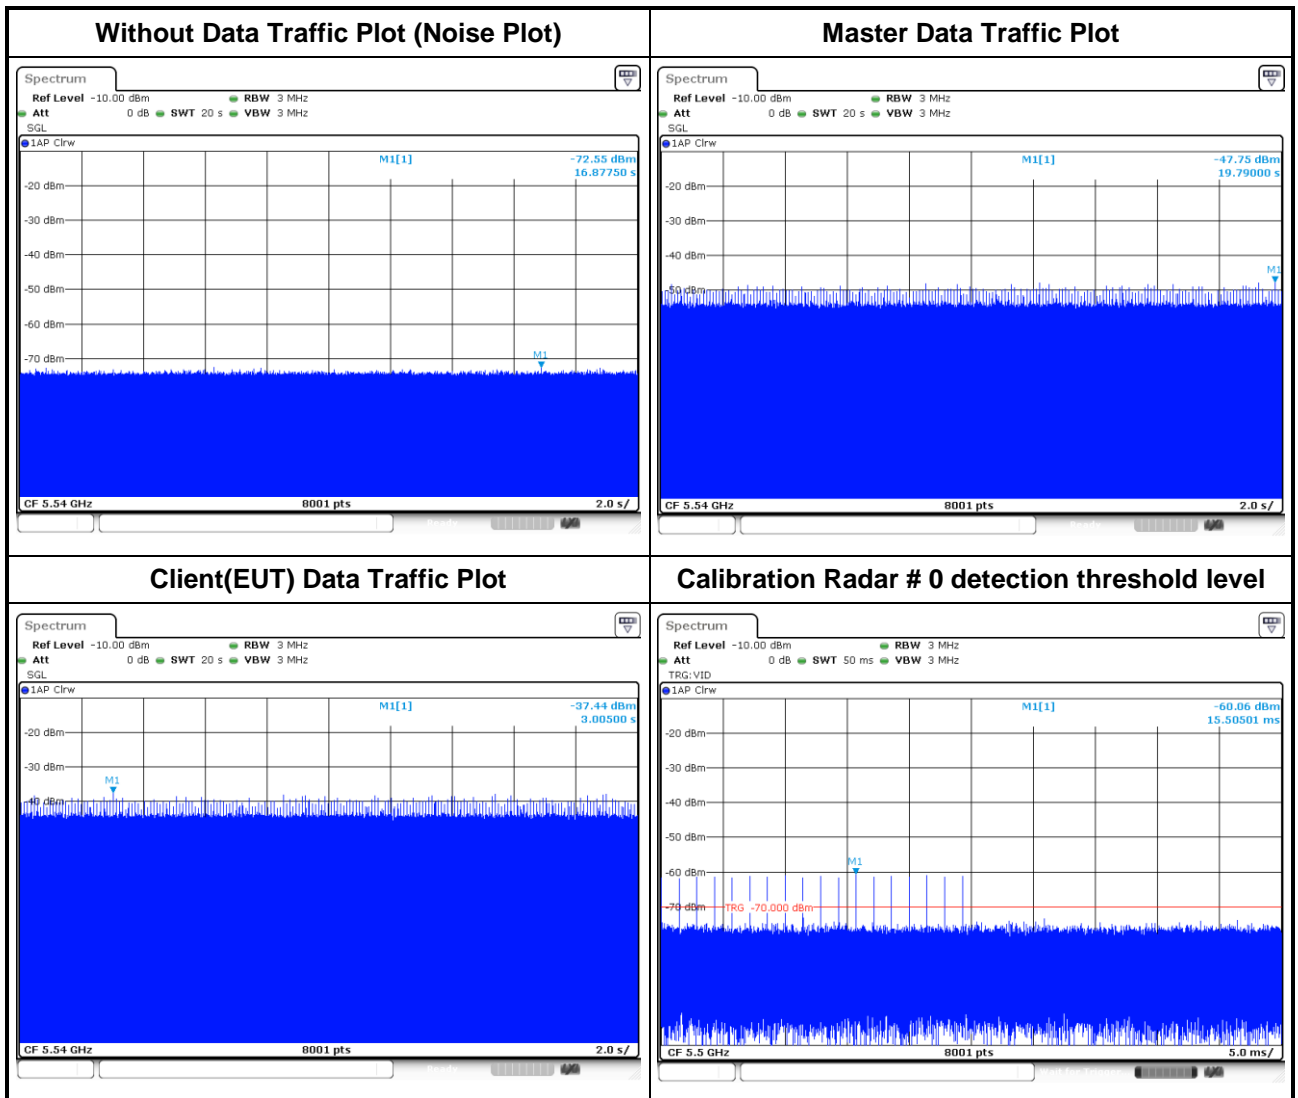 Without Data Traffic Plot (Noise Plot)
Spectrum
Ref Level -10.00 dBm RBW 3 MHz
Att 0 dB SWT 20 s VBW 3 MHz
SGL
1AP Clrw
M1[1] -72.55 dBm
16.87750 s
-20 dBm
-30 dBm
-40 dBm
-50 dBm
-60 dBm
-70 dBm
M1
CF 5.54 GHz 8001 pts 2.0 s/
Ready
Master Data Traffic Plot
Spectrum
Ref Level -10.00 dBm RBW 3 MHz
Att 0 dB SWT 20 s VBW 3 MHz
SGL
1AP Clrw
M1[1] -47.75 dBm
19.79000 s
-20 dBm
-30 dBm
-40 dBm
M1
-50 dBm
CF 5.54 GHz 8001 pts 2.0 s/
Ready
Client(EUT) Data Traffic Plot
Spectrum
Ref Level -10.00 dBm RBW 3 MHz
Att 0 dB SWT 20 s VBW 3 MHz
SGL
1AP Clrw
M1[1] -37.44 dBm
3.00500 s
-20 dBm
-30 dBm
M1
-40 dBm
CF 5.54 GHz 8001 pts 2.0 s/
Ready
Calibration Radar # 0 detection threshold level
Spectrum
Ref Level -10.00 dBm RBW 3 MHz
Att 0 dB SWT 50 ms VBW 3 MHz
TRG:VID
1AP Clrw
M1[1] -60.06 dBm
15.50501 ms
-20 dBm
-30 dBm
-40 dBm
-50 dBm
M1
-60 dBm
-70 dBm TRG -70.000 dBm
CF 5.5 GHz 8001 pts 5.0 ms/
Wait for Trigger